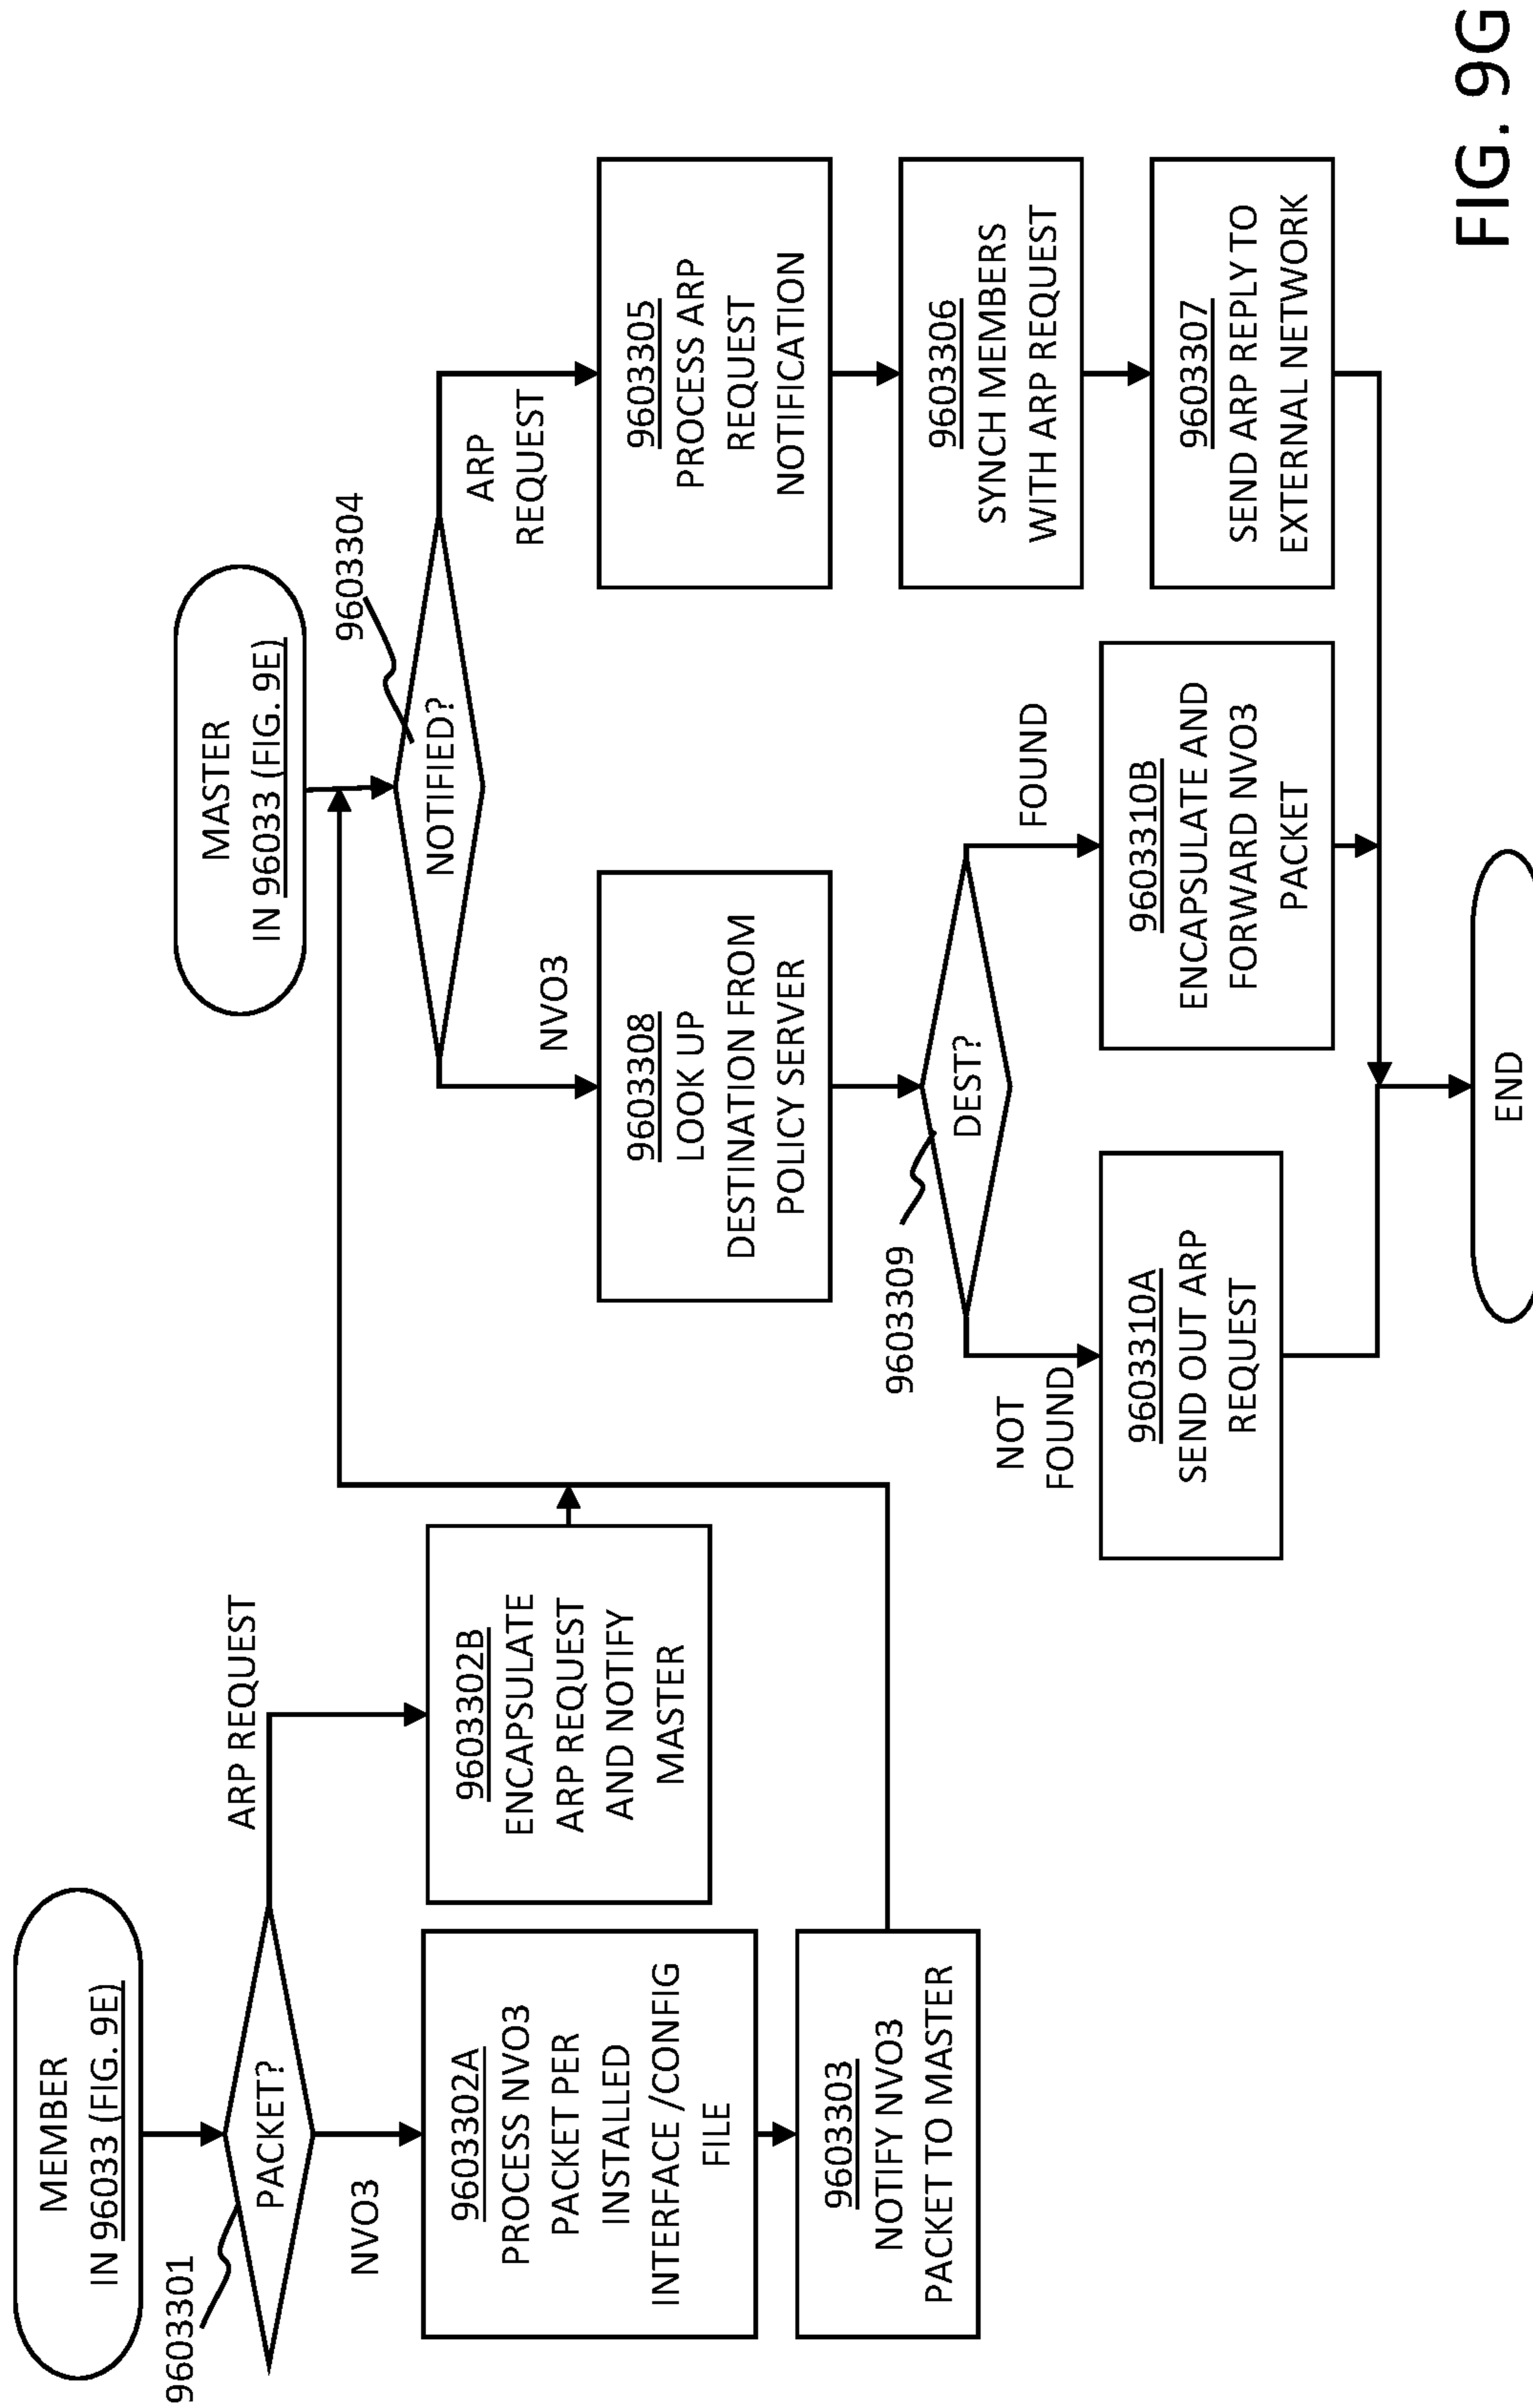 MEMBER
IN 96033 (FIG. 9E)
9603301
PACKET?
ARP REQUEST
NVO3
9603302A
PROCESS NVO3
PACKET PER
INSTALLED
INTERFACE /CONFIG
FILE
9603302B
ENCAPSULATE
ARP REQUEST
AND NOTIFY
MASTER
9603303
NOTIFY NVO3
PACKET TO MASTER
MASTER
IN 96033 (FIG. 9E)
9603304
NOTIFIED?
NVO3
ARP
REQUEST
9603308
LOOK UP
DESTINATION FROM
POLICY SERVER
9603305
PROCESS ARP
REQUEST
NOTIFICATION
9603309
DEST?
NOT
FOUND
FOUND
9603306
SYNCH MEMBERS
WITH ARP REQUEST
9603310A
SEND OUT ARP
REQUEST
9603310B
ENCAPSULATE AND
FORWARD NVO3
PACKET
9603307
SEND ARP REPLY TO
EXTERNAL NETWORK
END
FIG. 9G